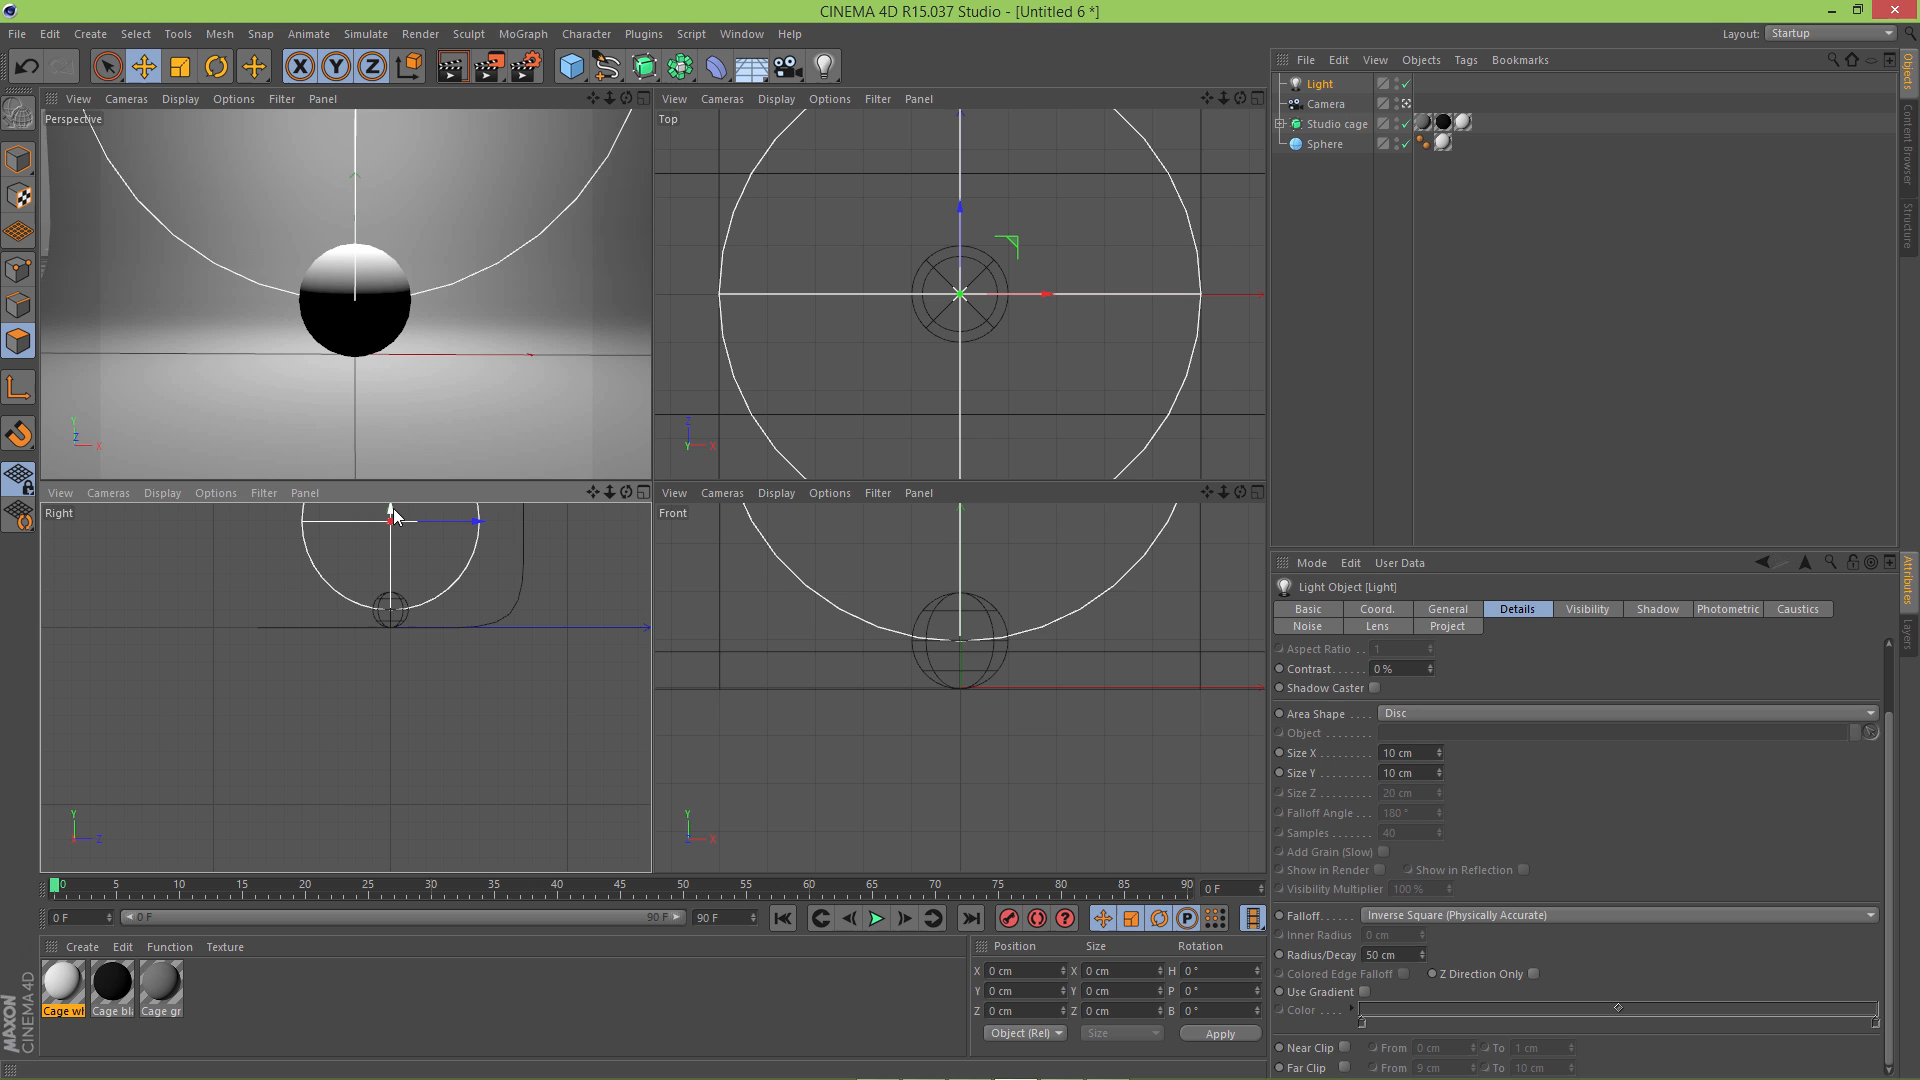 CINEMA 4D R15.037 Studio - [Untitled 6 *]
File Edit Create Select Tools Mesh Snap Animate Simulate Render Sculpt MoGraph Character Plugins Script Window Help
Layout: Startup
View Cameras Display Options Filter Panel
Perspective
View Cameras Display Options Filter Panel
Top
File Edit View Objects Tags Bookmarks
Light
Camera
Studio cage
Sphere
Objects
Content Browser
Structure
View Cameras Display Options Filter Panel
Right
View Cameras Display Options Filter Panel
Front
Mode Edit User Data
Light Object [Light]
Basic Coord. General Details Visibility Shadow Photometric Caustics
Noise Lens Project
Aspect Ratio . . 1
Contrast. . . . . . 0 %
Shadow Caster
Area Shape . . . . Disc
Object . . . . . . . .
Size X . . . . . . . . . 10 cm
Size Y . . . . . . . . . 10 cm
Size Z . . . . . . . . . 20 cm
Falloff Angle . . . 180 °
Samples . . . . . . . 40
Add Grain (Slow)
Show in Render Show in Reflection
Visibility Multiplier 100 %
Falloff. . . . . . Inverse Square (Physically Accurate)
Inner Radius 0 cm
Radius/Decay 50 cm
Colored Edge Falloff Z Direction Only
Use Gradient
Color . . . .
Near Clip From 0 cm To 1 cm
Far Clip From 9 cm To 10 cm
Attributes
Layers
0 5 10 15 20 25 30 35 40 45 50 55 60 65 70 75 80 85 90 0 F
0 F 0 F 90 F 90 F
Create Edit Function Texture
Cage wl Cage bl Cage gr
Position Size Rotation
X 0 cm X 0 cm H 0 °
Y 0 cm Y 0 cm P 0 °
Z 0 cm Z 0 cm B 0 °
Object (Rel) Size Apply
MAXON
CINEMA 4D
X Y Z
Y
Z
X
Z
Y
X
Y
X
Z
Y
Z
X
P